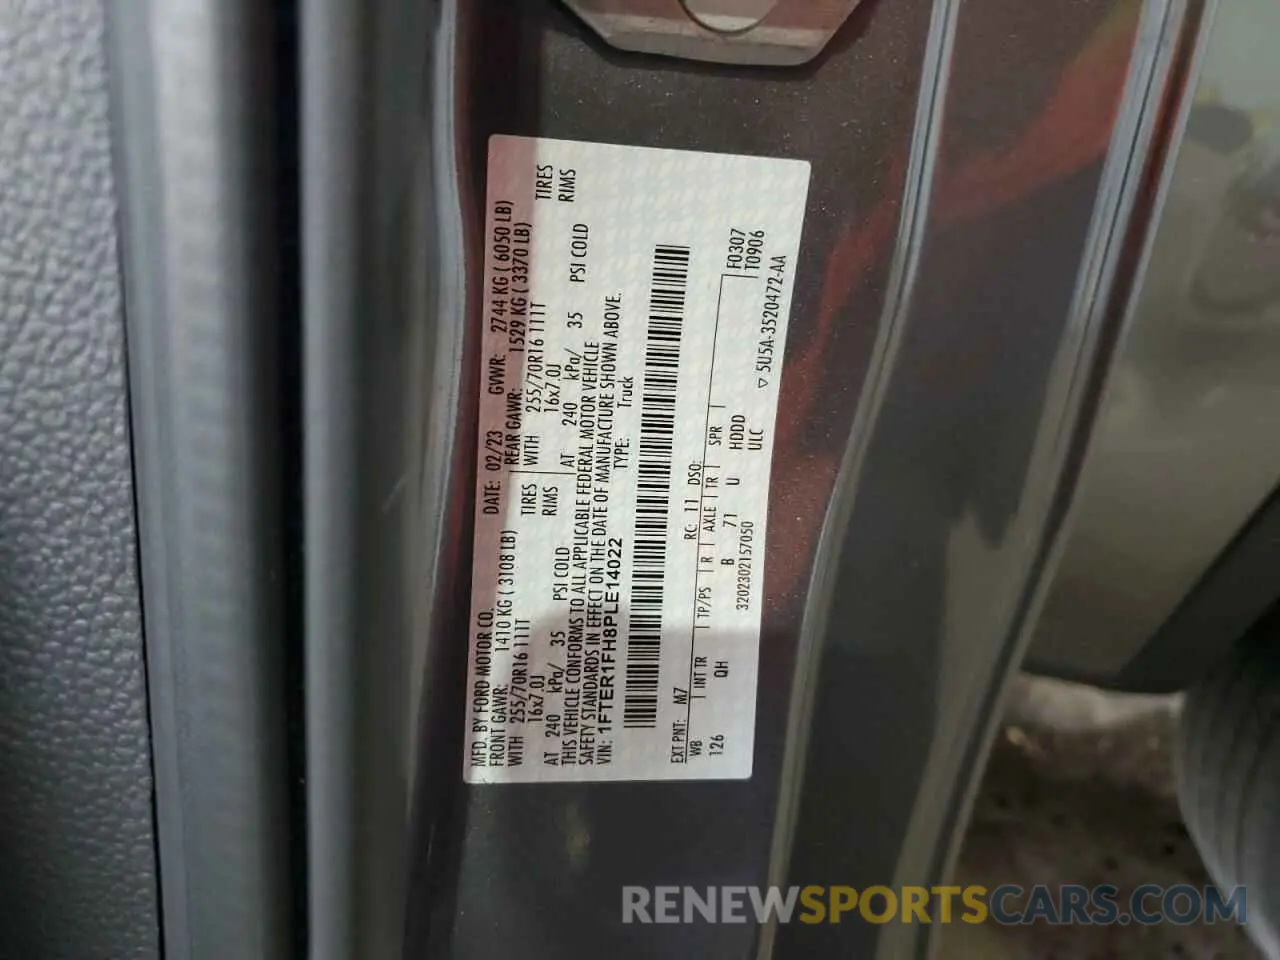 MFD. BY FORD MOTOR CO. DATE: 02/23 GVWR: 2744 KG ( 6050 LB)
FRONT GAWR: 1410 KG ( 3108 LB) REAR GAWR: 1529 KG ( 3370 LB)
WITH 255/70R16 111T TIRES WITH 255/70R16 111T TIRES
16x7.0J RIMS 16x7.0J RIMS
AT 240 kPa/ 35 PSI COLD AT 240 kPa/ 35 PSI COLD
THIS VEHICLE CONFORMS TO ALL APPLICABLE FEDERAL MOTOR VEHICLE
SAFETY STANDARDS IN EFFECT ON THE DATE OF MANUFACTURE SHOWN ABOVE.
VIN: 1FTER1FH8PLE14022 TYPE: Truck
EXT PNT: M7 RC: 11 DSO:
WB INT TR TP/PS R AXLE TR SPR F0307
126 QH B 71 U HDDD T0906
ULC
3202302157050 ▽ 5U5A-3520472-AA
RENEWSPORTSCARS.COM